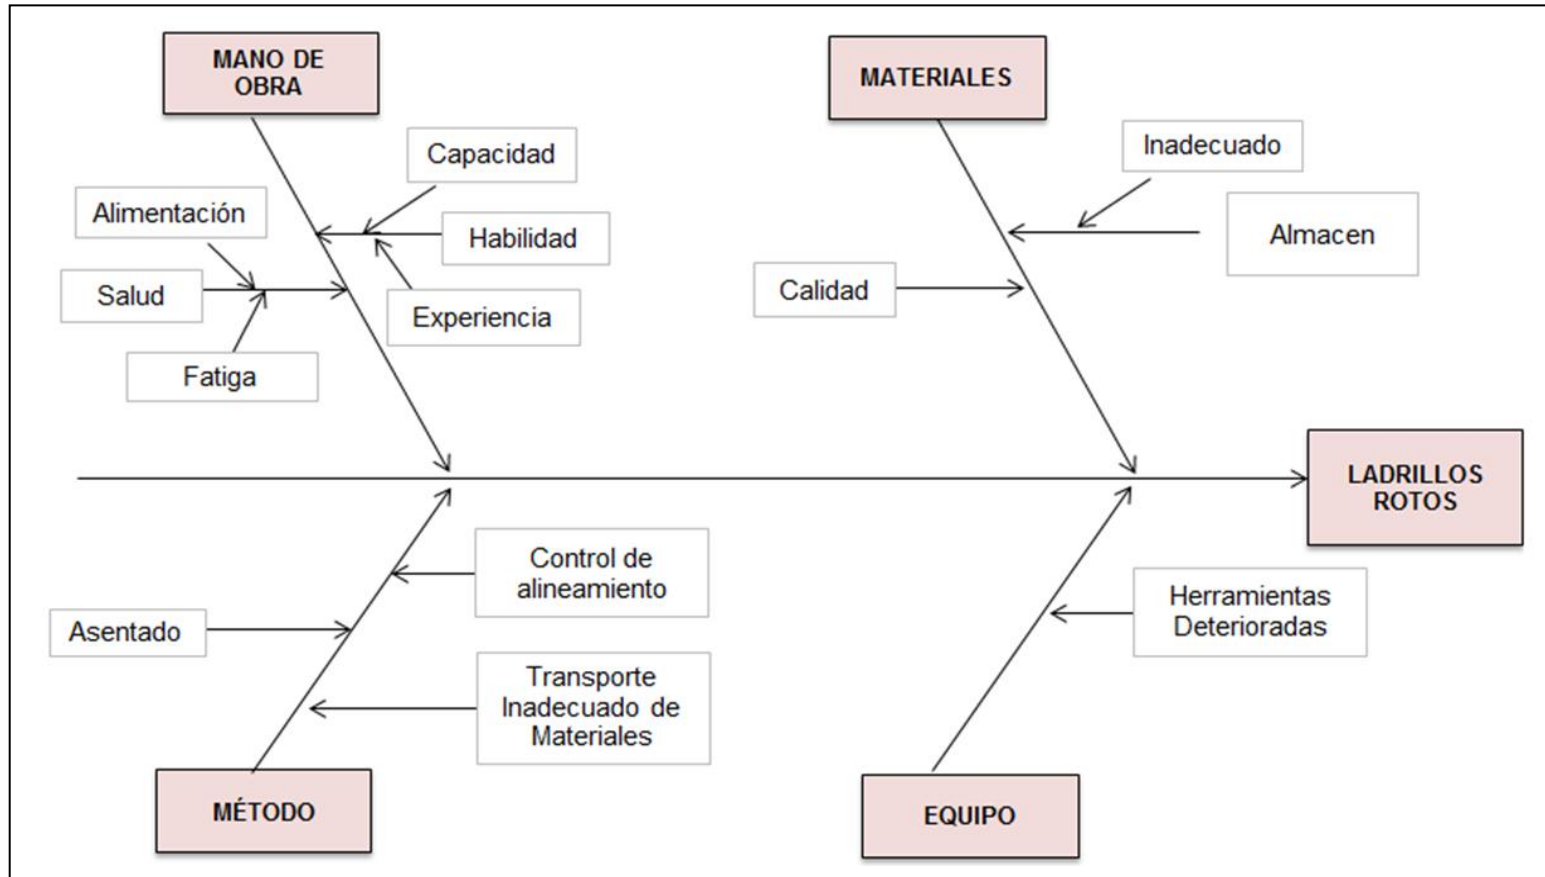 MANO DE
OBRA
MATERIALES
Capacidad
Inadecuado
Alimentación
Habilidad
Almacen
Salud
Calidad
Experiencia
Fatiga
LADRILLOS
ROTOS
Control de
alineamiento
Herramientas
Deterioradas
Asentado
Transporte
Inadecuado de
Materiales
MÉTODO
EQUIPO